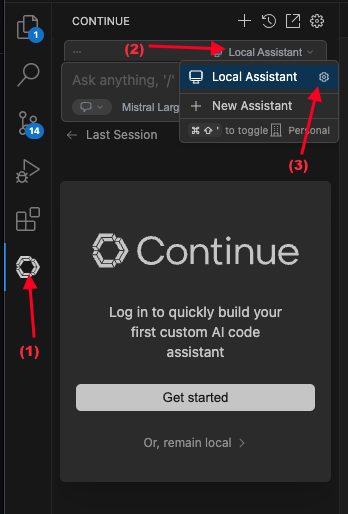 CONTINUE
1
(2)
...
Local Assistant
Ask anything, '/'
Local Assistant
Mistral Larg
New Assistant
14
⌘ ⇧ ' to toggle Personal
Last Session
(3)
Continue
(1)
Log in to quickly build your
first custom AI code
assistant
Get started
Or, remain local